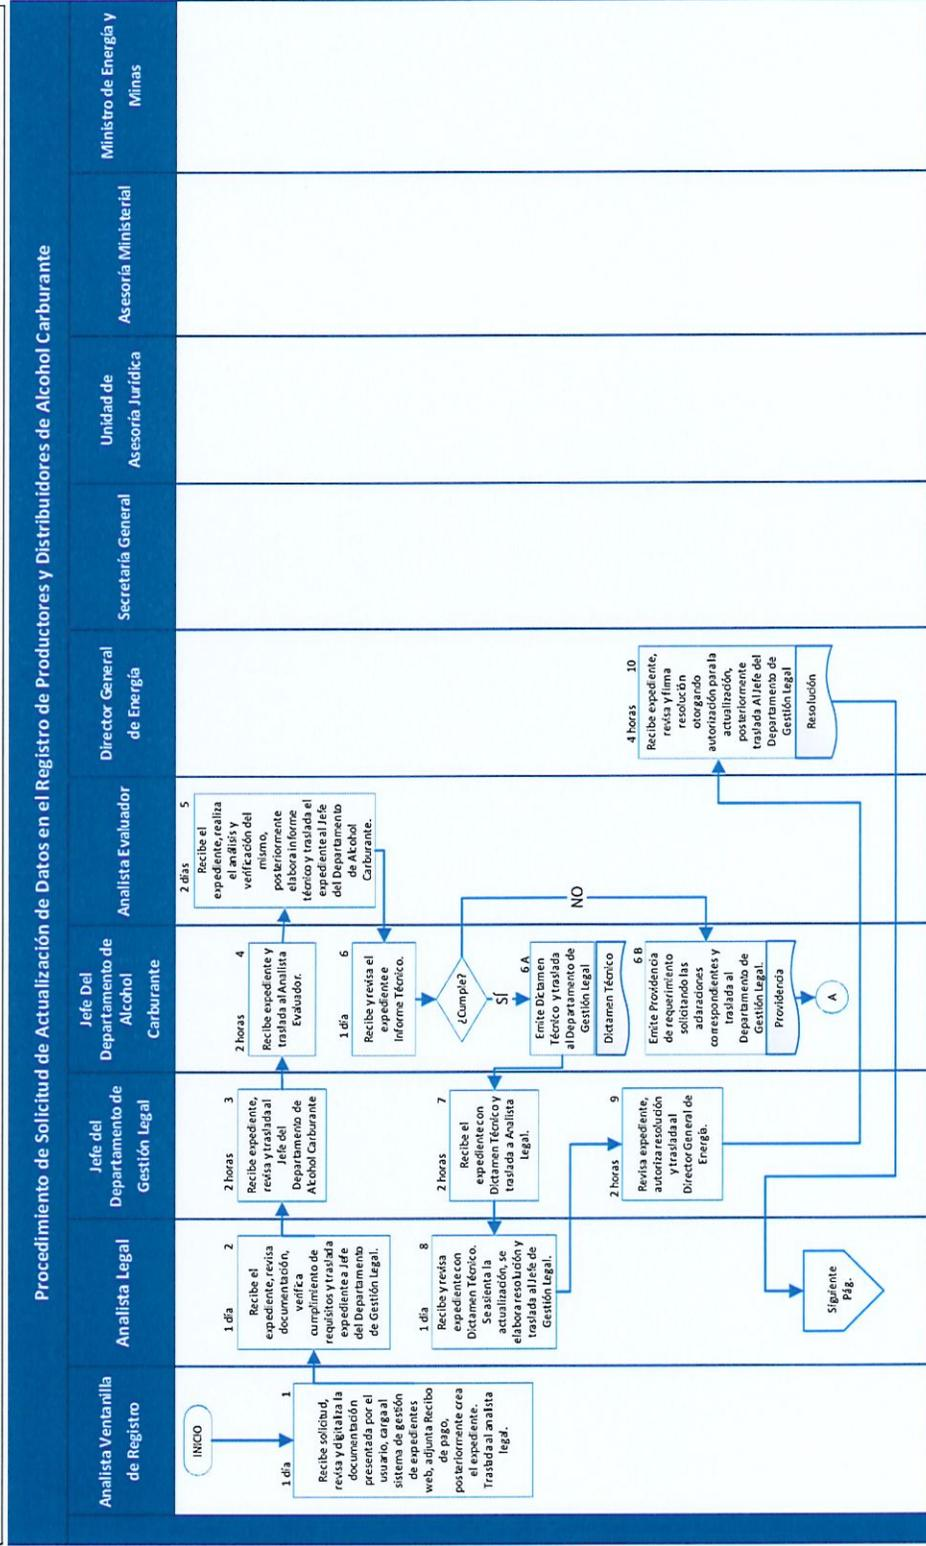 Procedimiento de Solicitud de Actualización de Datos en el Registro de Productores y Distribuidores de Alcohol Carburante
Analista Ventanilla
de Registro
Analista Legal
Jefe del
Departamento de
Gestión Legal
Jefe Del
Departamento de
Alcohol
Carburante
Analista Evaluador
Director General
de Energía
Secretaría General
Unidad de
Asesoría Jurídica
Asesoría Ministerial
Ministro de Energía y
Minas
INICIO
1 día 1
Recibe solicitud,
revisa y digitaliza la
documentación
presentada por el
usuario, carga al
sistema de gestión
de expedientes
web, adjunta Recibo
de pago,
posteriormente crea
el expediente.
Traslada al analista
legal.
1 día 2
Recibe el
expediente, revisa
documentación,
verifica
cumplimiento de
requisitos y traslada
expediente a Jefe
del Departamento
de Gestión Legal.
2 horas 3
Recibe expediente,
revisa y traslada al
Jefe del
Departamento de
Alcohol Carburante
2 horas 4
Recibe expediente y
traslada al Analista
Evaluador.
2 días 5
Recibe el
expediente, realiza
el análisis y
verificación del
mismo,
posteriormente
elabora informe
técnico y traslada el
expediente al Jefe
del Departamento
de Alcohol
Carburante.
1 día 6
Recibe y revisa el
expediente e
Informe Técnico.
¿Cumple?
SÍ
NO
6 A
Emite Dictamen
Técnico y traslada
al Departamento de
Gestión Legal
Dictamen Técnico
6 B
Emite Providencia
de requerimiento
solicitando las
aclaraciones
correspondientes y
traslada al
Departamento de
Gestión Legal.
Providencia
A
2 horas 7
Recibe el
expediente con
Dictamen Técnico y
traslada a Analista
Legal.
1 día 8
Recibe y revisa
expediente con
Dictamen Técnico.
Se asienta la
actualización, se
elabora resolución y
traslada al Jefe de
Gestión Legal.
2 horas 9
Revisa expediente,
autoriza resolución
y traslada al
Director General de
Energía.
4 horas 10
Recibe expediente,
revisa y firma
resolución
otorgando
autorización para la
actualización,
posteriormente
traslada Al Jefe del
Departamento de
Gestión Legal
Resolución
Siguiente
Pág.